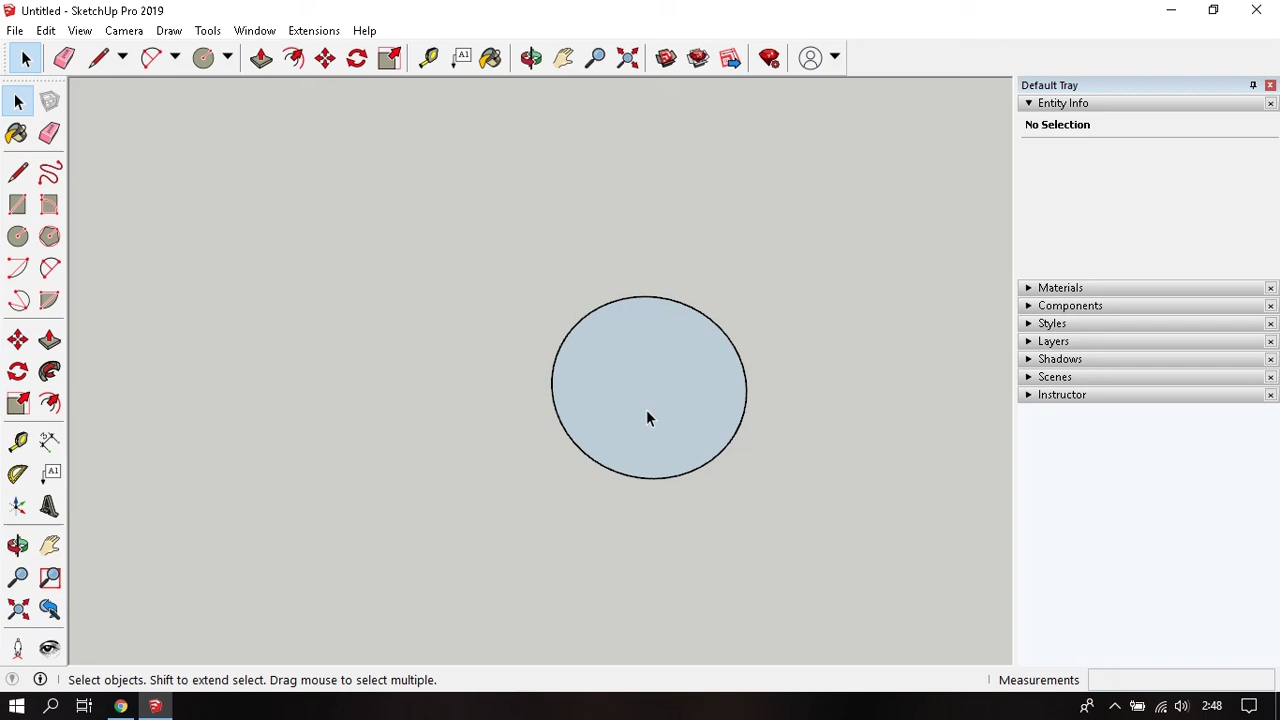 Untitled - SketchUp Pro 2019
File Edit View Camera Draw Tools Window Extensions Help
A1
Default Tray
Entity Info
No Selection
Materials
Components
Styles
Layers
Shadows
Scenes
Instructor
A1
Select objects. Shift to extend select. Drag mouse to select multiple.
Measurements
2:48